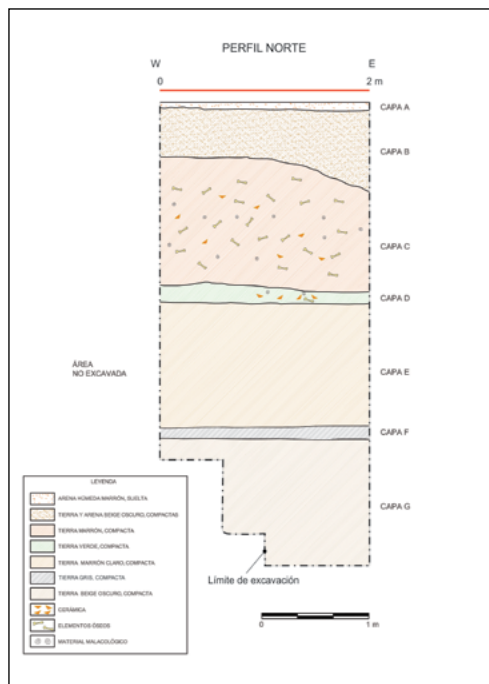 PERFIL NORTE
W E
0 2 m
CAPA A
CAPA B
CAPA C
CAPA D
ÁREA
NO EXCAVADA
CAPA E
CAPA F
CAPA G
LEYENDA
ARENA HÚMEDA MARRÓN, SUELTA
TIERRA Y ARENA BEIGE OSCURO, COMPACTAS
TIERRA MARRÓN, COMPACTA
TIERRA VERDE, COMPACTA
TIERRA MARRÓN CLARO, COMPACTA
TIERRA GRIS, COMPACTA
TIERRA BEIGE OSCURO, COMPACTA
CERÁMICA
ELEMENTOS ÓSEOS
MATERIAL MALACOLÓGICO
Límite de excavación
0 1 m